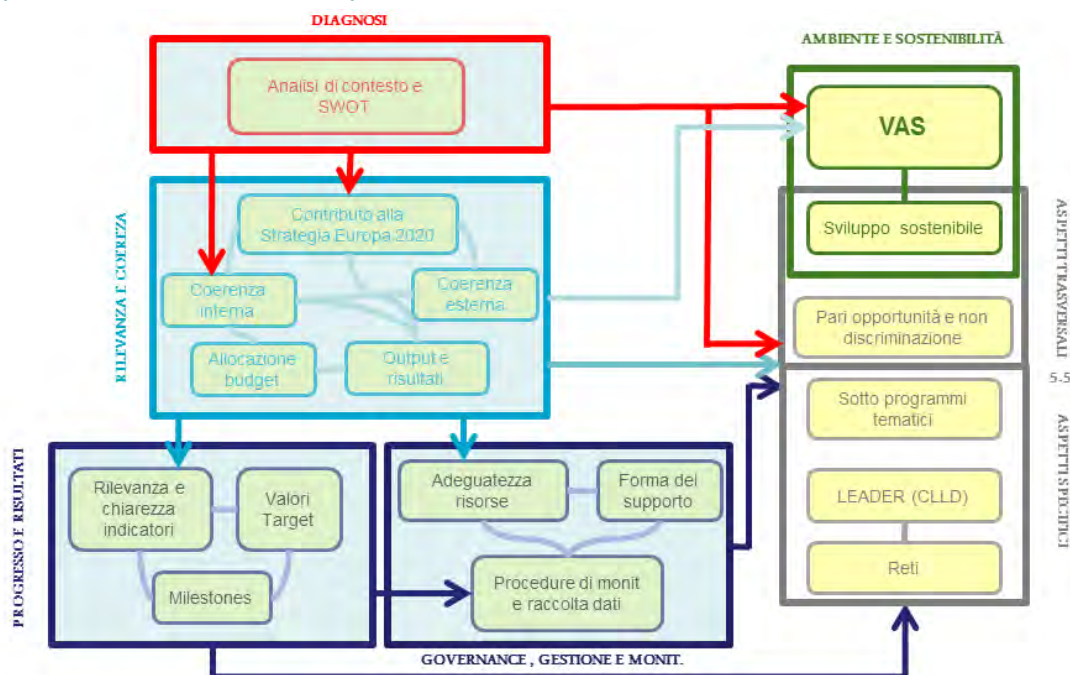 DIAGNOSI
AMBIENTE E SOSTENIBILITÀ
Analisi di contesto e
SWOT
VAS
RILEVANZA E COEREZA
Contributo alla
Strategia Europa 2020
Sviluppo sostenibile
ASPETTI TRASVERSALI
Coerenza
interna
Coerenza
esterna
Pari opportunità e non
discriminazione
Allocazione
budget
Output e
risultati
5-5
Sotto programmi
tematici
ASPETTI SPECIFICI
PROGRESSO E RISULTATI
Rilevanza e
chiarezza
indicatori
Valori
Target
Adeguatezza
risorse
Forma del
supporto
LEADER (CLLD)
Reti
Milestones
Procedure di monit
e raccolta dati
GOVERNANCE , GESTIONE E MONIT.